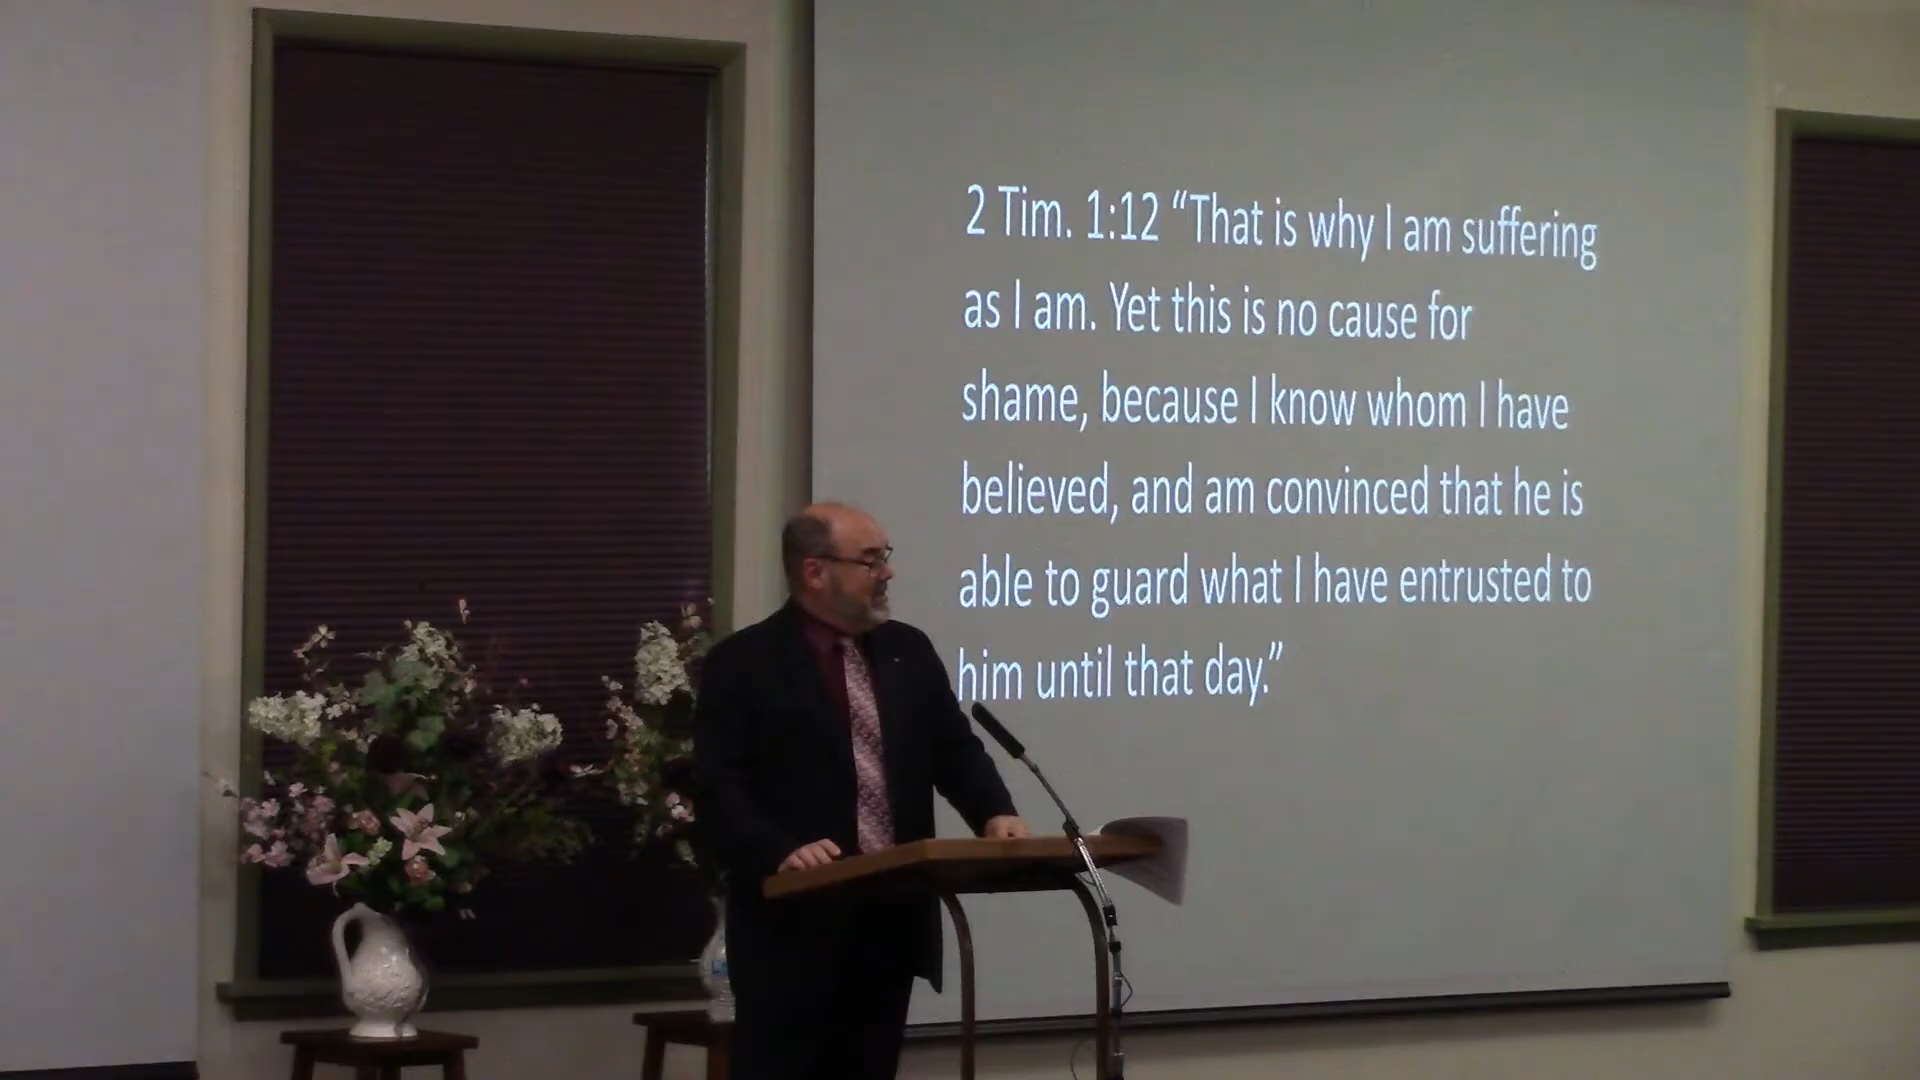 2 Tim. 1:12 “That is why I am suffering
as I am. Yet this is no cause for
shame, because I know whom I have
believed, and am convinced that he is
able to guard what I have entrusted to
him until that day.”